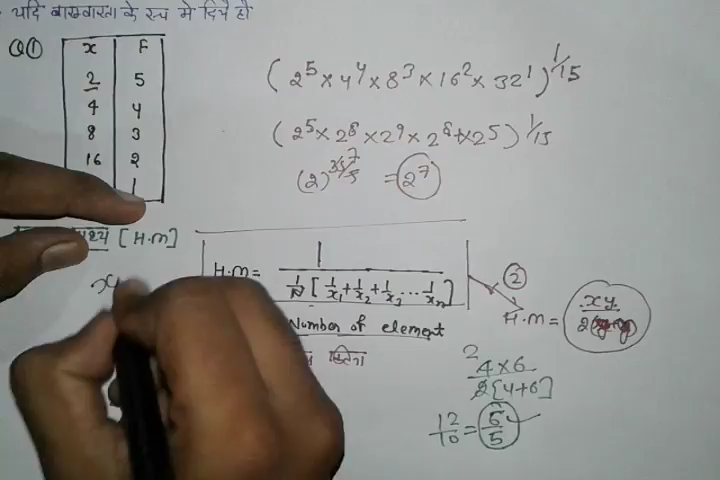 यदि बारम्बारता के रूप में दिये हो
Q①
x F
2 5
4 4
8 3
16 2
1
(2⁵×4⁴×8³×16²×32¹)^1/15
(2⁵×2⁸×2⁹×2⁸×2⁵)^1/15
= 2⁷
[H.M]
H.M = 1 / 1/N [1/x₁+1/x₂+1/x₃...1/xₙ]
②
H.M = xy / 2
Number of element
4×6 / 2[4+6]
12/10 = 6/5